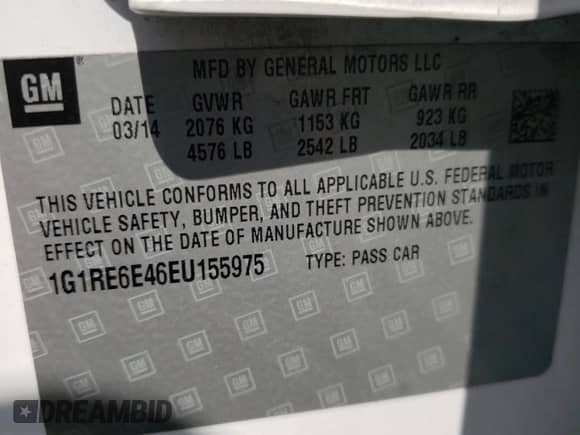 GM
MFD BY GENERAL MOTORS LLC
DATE GVWR GAWR FRT GAWR RR
03/14 2076 KG 1153 KG 923 KG
4576 LB 2542 LB 2034 LB
THIS VEHICLE CONFORMS TO ALL APPLICABLE U.S. FEDERAL MOTOR
VEHICLE SAFETY, BUMPER, AND THEFT PREVENTION STANDARDS IN
EFFECT ON THE DATE OF MANUFACTURE SHOWN ABOVE.
1G1RE6E46EU155975 TYPE: PASS CAR
DREAMBID